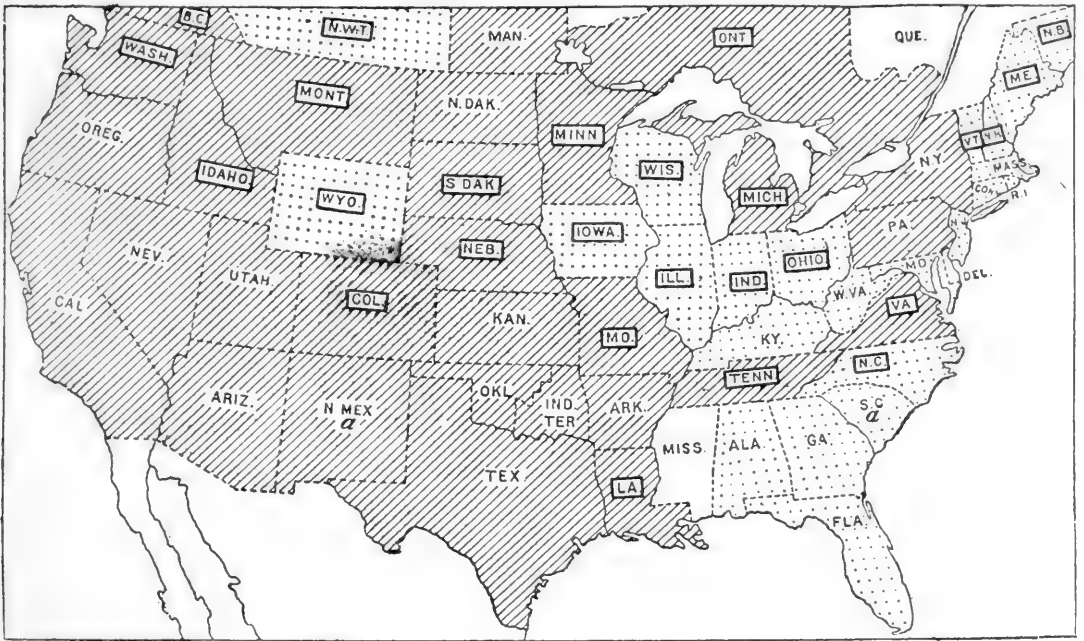 B.C.
N.W.T.
MAN.
ONT
QUE.
N.B.
WASH.
MONT
N.DAK.
MINN
ME.
OREG.
IDAHO
WYO.
S DAK
WIS.
MICH
N.Y.
VT.
N.H.
MASS.
CONN.
R.I.
NEV.
UTAH.
COL.
NEB.
IOWA.
ILL.
IND
OHIO
PA.
N.J.
MD.
DEL.
W.VA.
VA
CAL
KAN.
MO.
KY.
ARIZ.
N MEX
a
OKL.
IND.
TER
ARK.
TENN
N.C.
S.C
a
TEX.
LA
MISS.
ALA.
GA.
FLA.